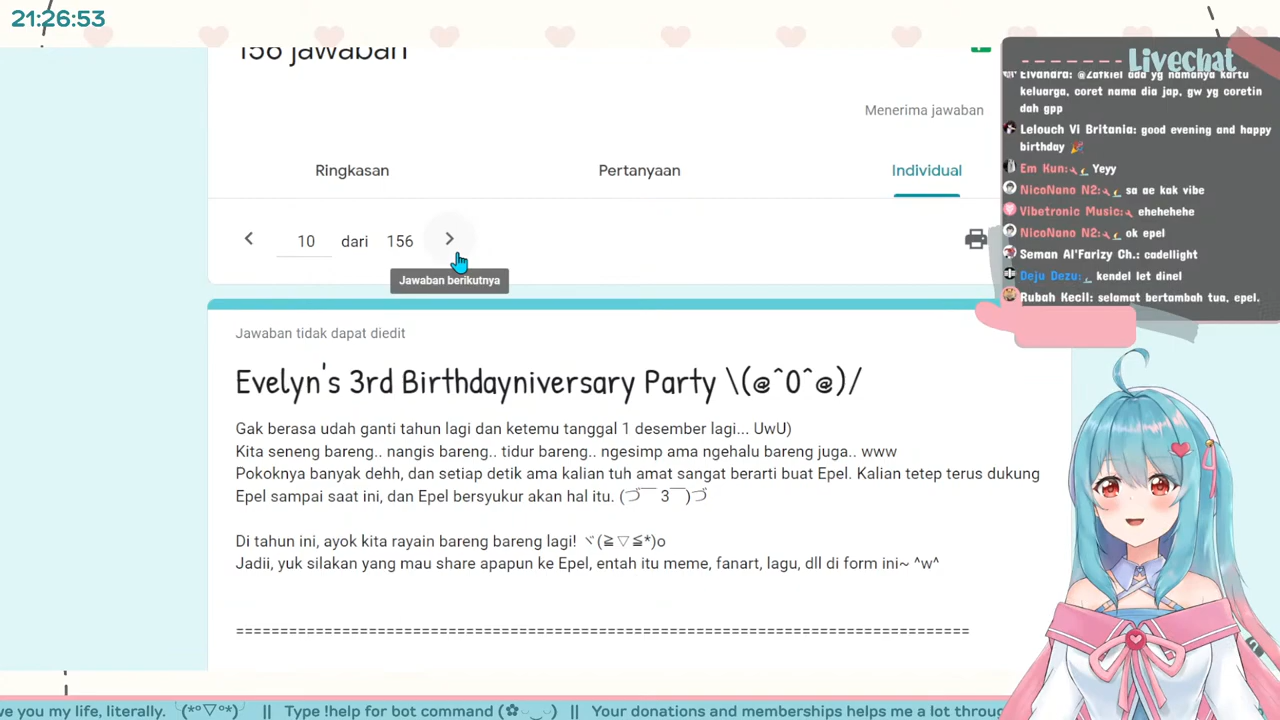 21:26:53
156 jawaban
Menerima jawaban
Ringkasan
Pertanyaan
Individual
10 dari 156
Jawaban berikutnya
Jawaban tidak dapat diedit
Evelyn's 3rd Birthdayniversary Party \(@^0^@)/
Gak berasa udah ganti tahun lagi dan ketemu tanggal 1 desember lagi... UwU)
Kita seneng bareng.. nangis bareng.. tidur bareng.. ngesimp ama ngehalu bareng juga.. www
Pokoknya banyak dehh, dan setiap detik ama kalian tuh amat sangat berarti buat Epel. Kalian tetep terus dukung
Epel sampai saat ini, dan Epel bersyukur akan hal itu. (づ￣ 3￣)づ
Di tahun ini, ayok kita rayain bareng bareng lagi! ヾ(≧▽≦*)o
Jadii, yuk silakan yang mau share apapun ke Epel, entah itu meme, fanart, lagu, dll di form ini~ ^w^
==================================================================================
Livechat
Elvandra: @Zafkiel ada yg namanya kartu
keluarga, coret nama dia jap, gw yg coretin
dah gpp
Lelouch Vi Britania: good evening and happy
birthday 🎉
Em Kun: Yeyy
NicoNano N2: sa ae kak vibe
Vibetronic Music: ehehehehe
NicoNano N2: ok epel
Seman Al'Farizy Ch.: cadellight
Deju Dezu: kendel let dinel
Rubah Kecil: selamat bertambah tua, epel.
ve you my life, literally. ╰(*°▽°*)╯ || Type !help for bot command (✿◡‿◡) || Your donations and memberships helps me a lot throug